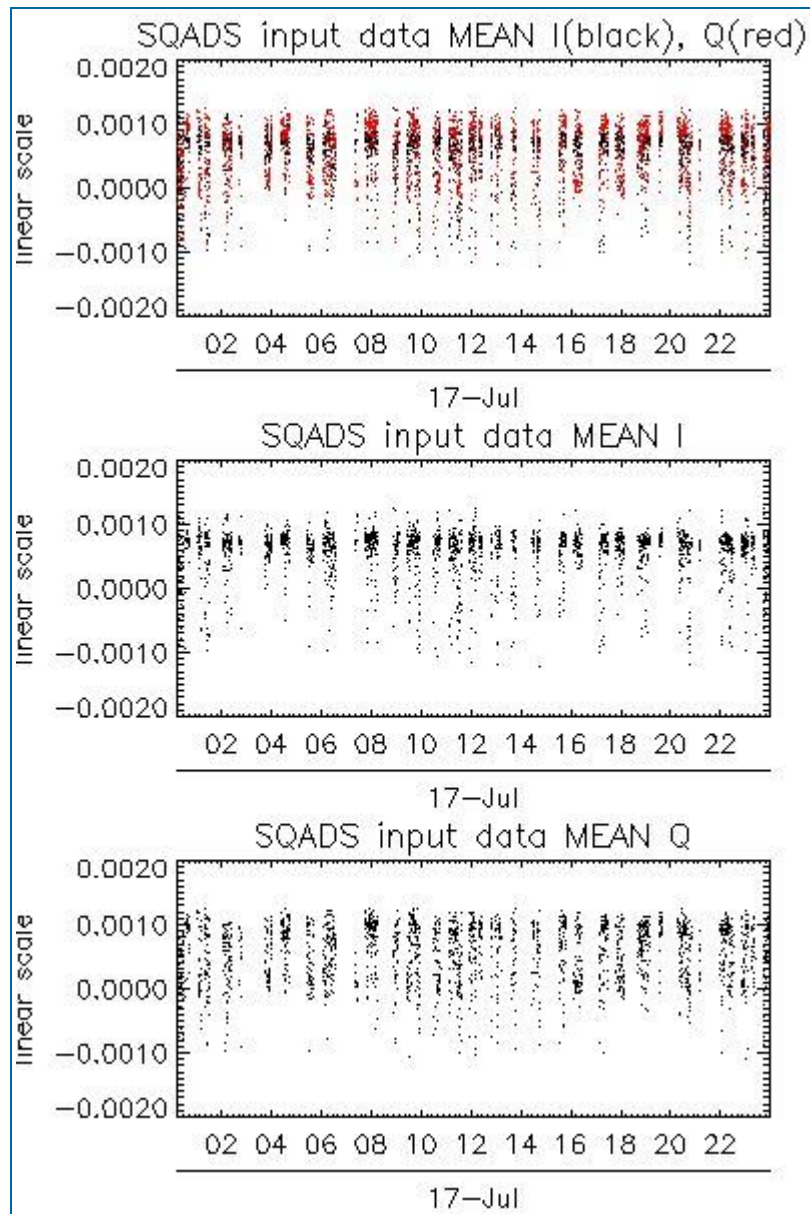 SQADS input data MEAN I(black), Q(red)
linear scale
0.0020
0.0010
0.0000
−0.0010
−0.0020
02 04 06 08 10 12 14 16 18 20 22
17−Jul
SQADS input data MEAN I
linear scale
0.0020
0.0010
0.0000
−0.0010
−0.0020
02 04 06 08 10 12 14 16 18 20 22
17−Jul
SQADS input data MEAN Q
linear scale
0.0020
0.0010
0.0000
−0.0010
−0.0020
02 04 06 08 10 12 14 16 18 20 22
17−Jul